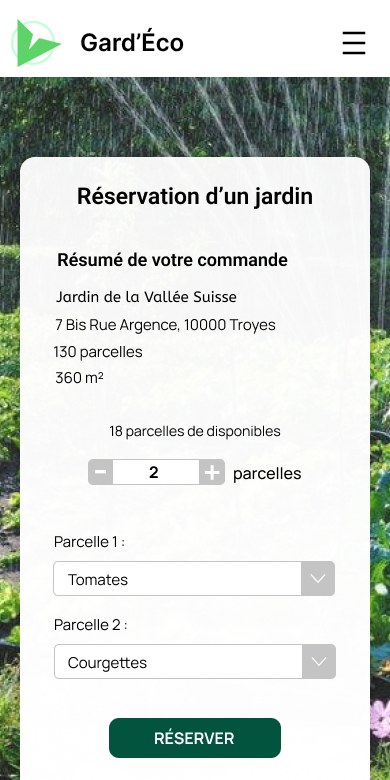 Gard’Éco
Réservation d’un jardin
Résumé de votre commande
Jardin de la Vallée Suisse
7 Bis Rue Argence, 10000 Troyes
130 parcelles
360 m²
18 parcelles de disponibles
− 2 + parcelles
Parcelle 1 :
Tomates
Parcelle 2 :
Courgettes
RÉSERVER